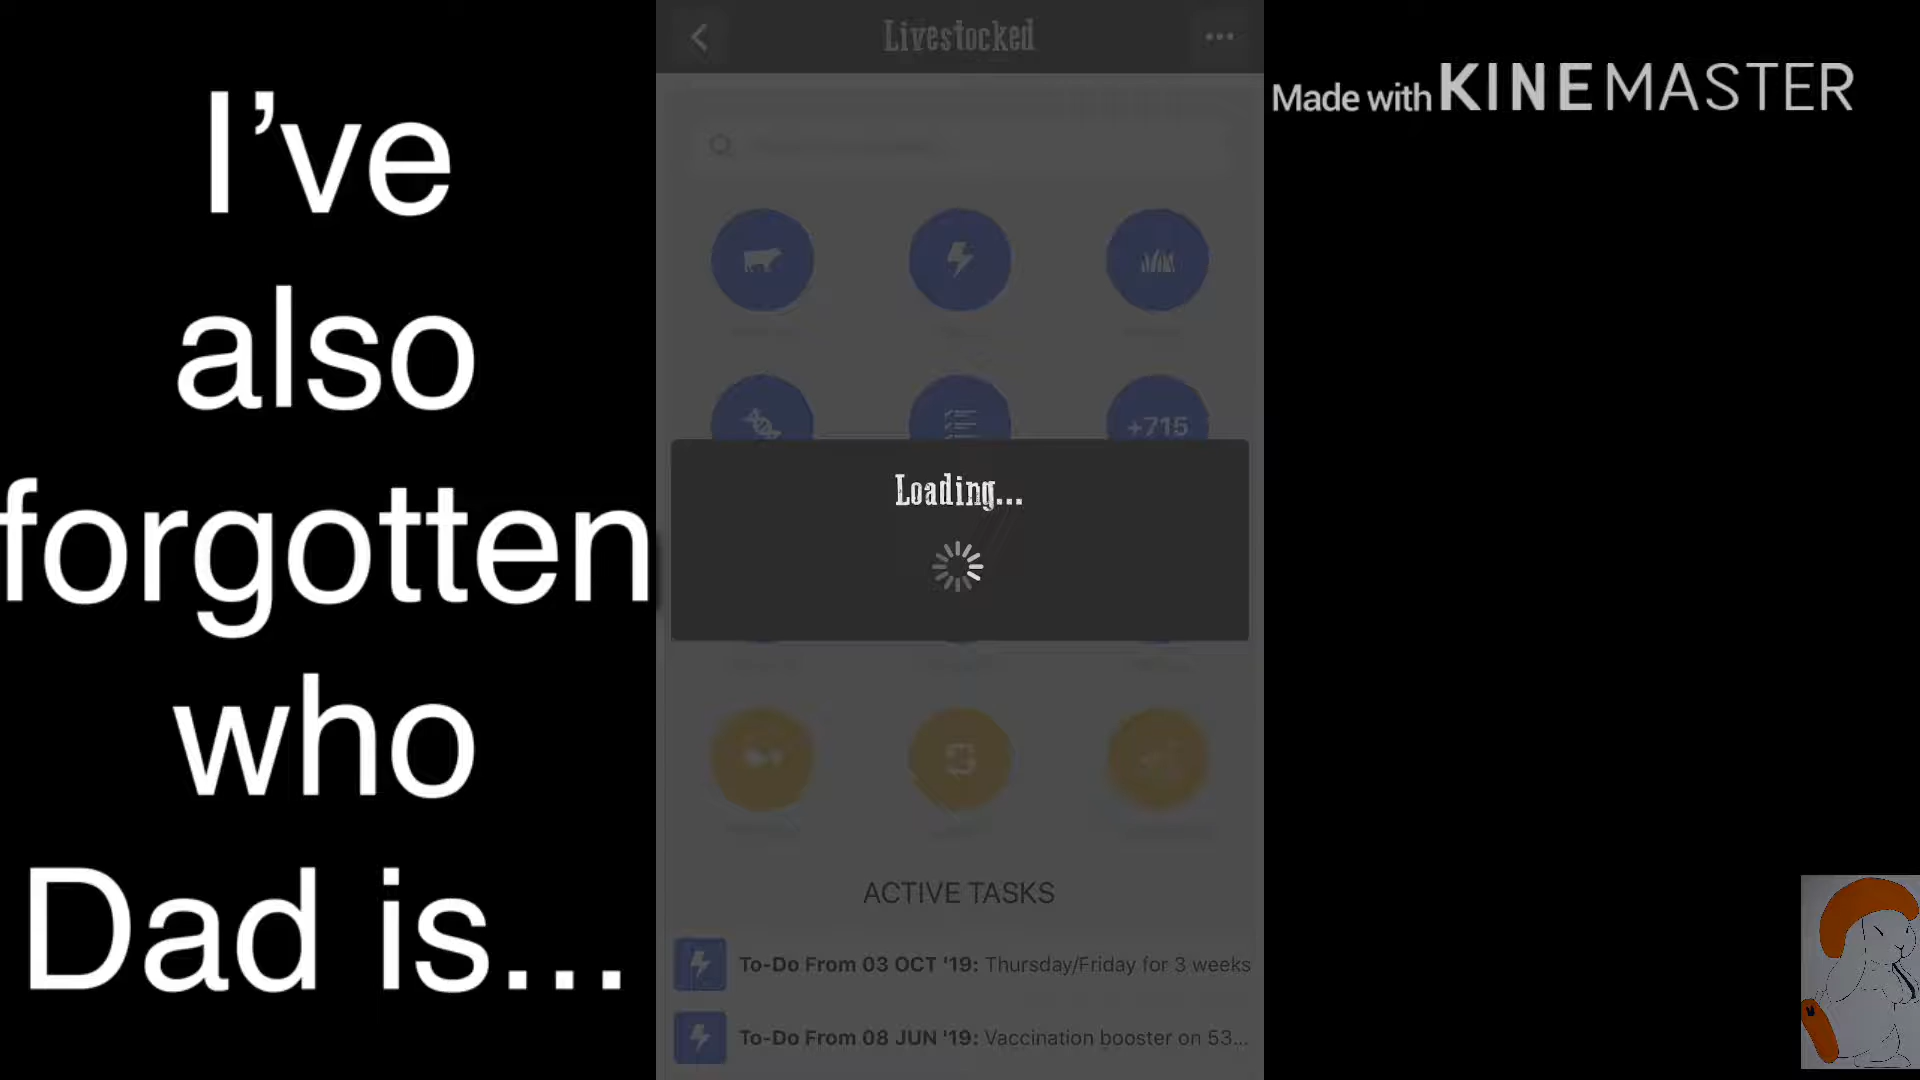 I’ve
also
forgotten
who
Dad is...
Livestocked
+715
Loading...
ACTIVE TASKS
To-Do From 03 OCT '19: Thursday/Friday for 3 weeks
To-Do From 08 JUN '19: Vaccination booster on 53...
Made with KINEMASTER